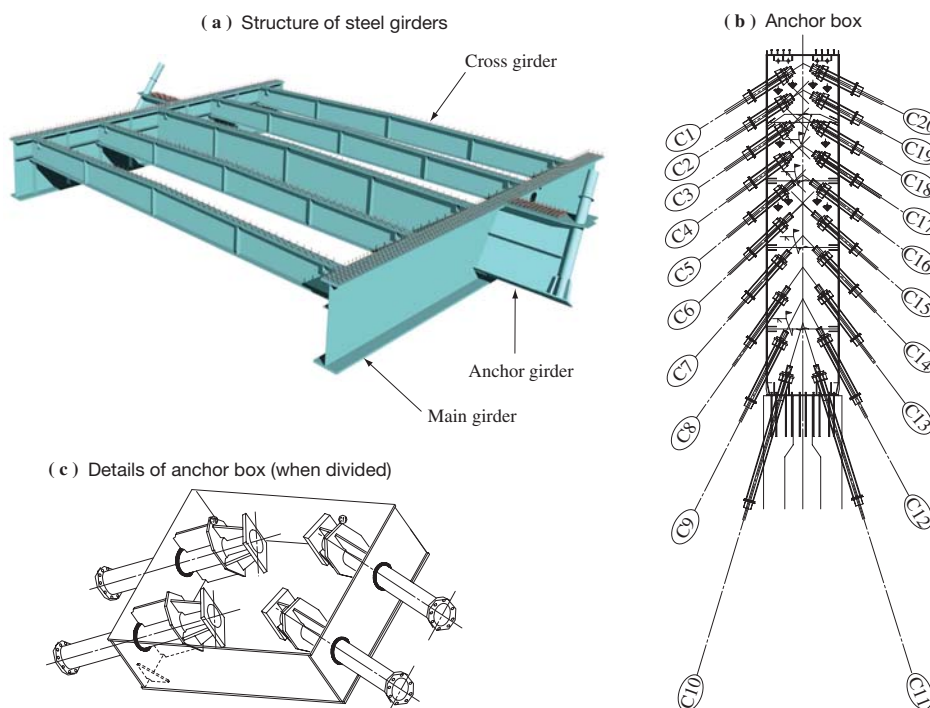 ( a ) Structure of steel girders
Cross girder
Anchor girder
Main girder
( b ) Anchor box
C1
C2
C3
C4
C5
C6
C7
C8
C9
C10
C20
C19
C18
C17
C16
C15
C14
C13
C12
C11
( c ) Details of anchor box (when divided)